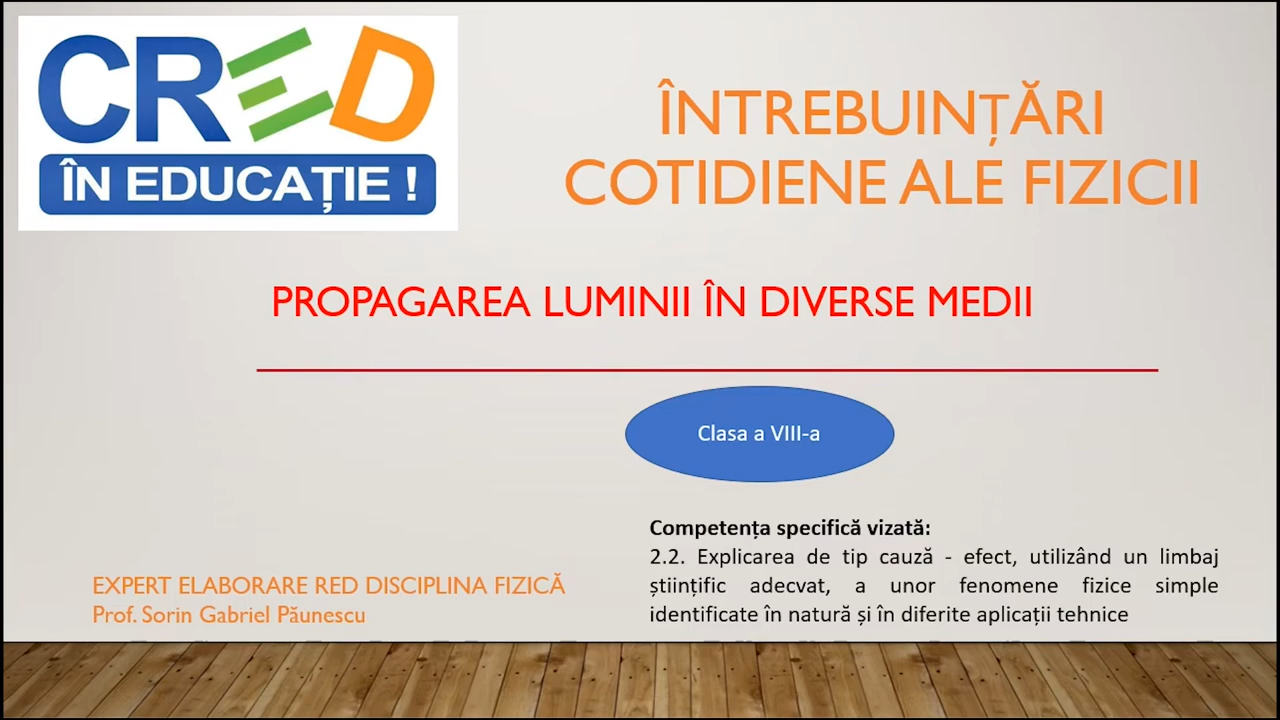 CRED
ÎN EDUCAȚIE !
ÎNTREBUINȚĂRI
COTIDIENE ALE FIZICII
PROPAGAREA LUMINII ÎN DIVERSE MEDII
Clasa a VIII-a
Competența specifică vizată:
2.2. Explicarea de tip cauză - efect, utilizând un limbaj
științific adecvat, a unor fenomene fizice simple
identificate în natură și în diferite aplicații tehnice
EXPERT ELABORARE RED DISCIPLINA FIZICĂ
Prof. Sorin Gabriel Păunescu